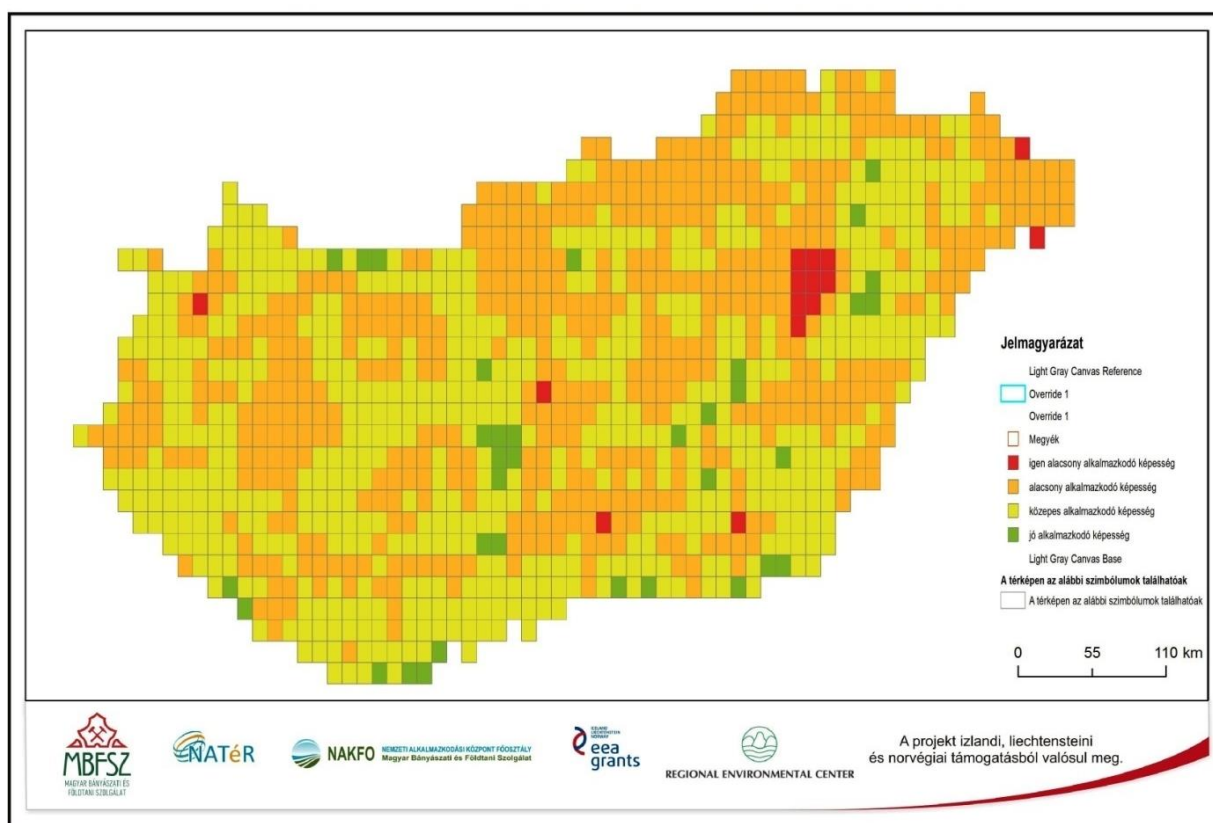 Jelmagyarázat
Light Gray Canvas Reference
Override 1
Override 1
Megyék
igen alacsony alkalmazkodó képesség
alacsony alkalmazkodó képesség
közepes alkalmazkodó képesség
jó alkalmazkodó képesség
Light Gray Canvas Base
A térképen az alábbi szimbólumok találhatóak
A térképen az alábbi szimbólumok találhatóak
0 55 110 km
MBFSZ
MAGYAR BÁNYÁSZATI ÉS
FÖLDTANI SZOLGÁLAT
NATéR
NAKFO
NEMZETI ALKALMAZKODÁSI KÖZPONT FŐOSZTÁLY
Magyar Bányászati és Földtani Szolgálat
ICELAND
LIECHTENSTEIN
NORWAY
eea
grants
REGIONAL ENVIRONMENTAL CENTER
A projekt izlandi, liechtensteini
és norvégiai támogatásból valósul meg.